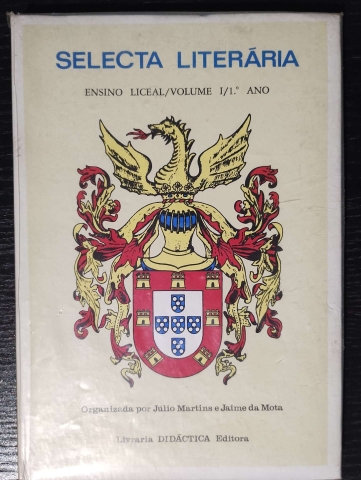 SELECTA LITERÁRIA
ENSINO LICEAL/VOLUME I/1.º ANO
Organizada por Júlio Martins e Jaime da Mota
Livraria DIDÁCTICA Editora